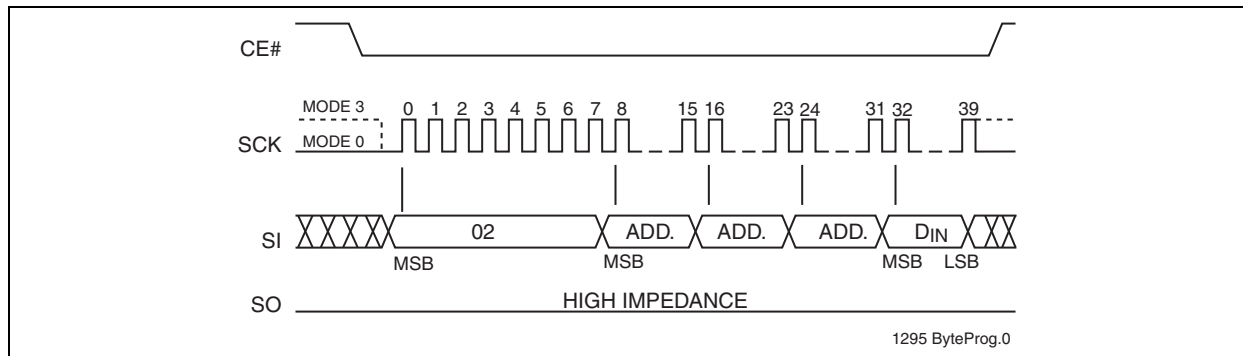 CE#
MODE 3
0 1 2 3 4 5 6 7 8 15 16 23 24 31 32 39
SCK MODE 0
SI 02 ADD. ADD. ADD. DIN
MSB MSB MSB LSB
SO HIGH IMPEDANCE
1295 ByteProg.0